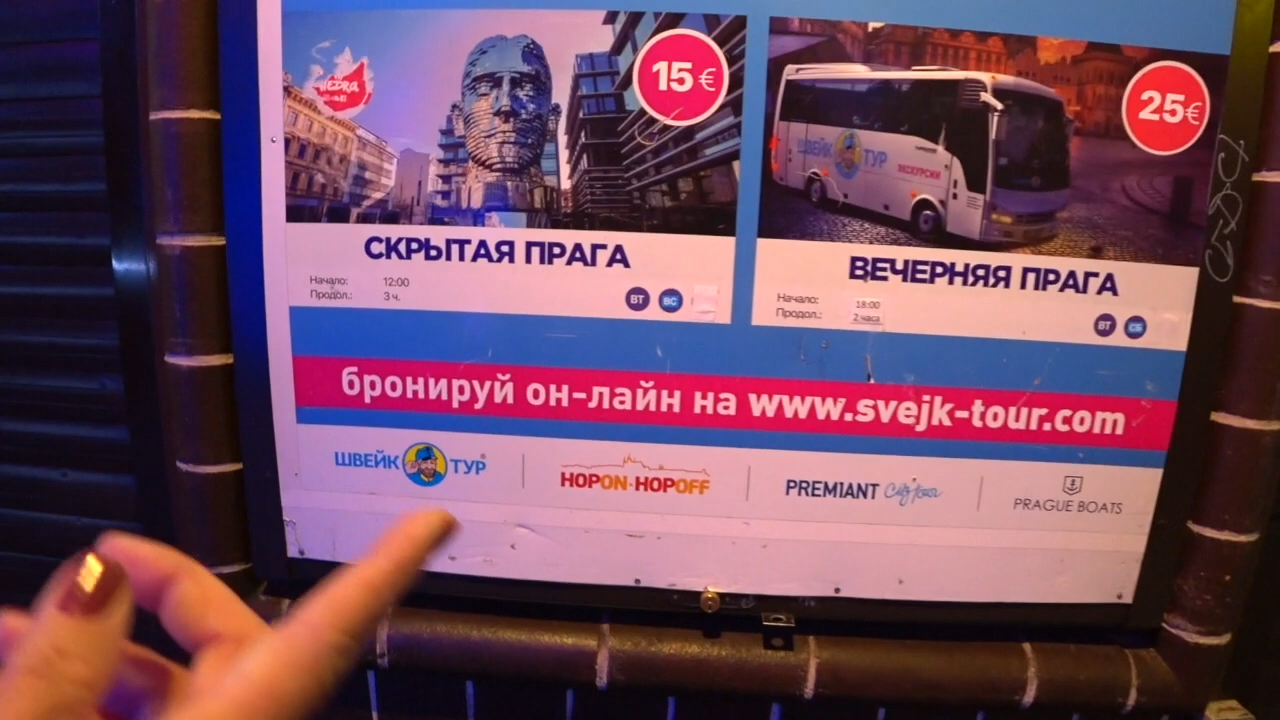 15 €
25€
ШВЕЙК ТУР
ЭКСКУРСИИ
СКРЫТАЯ ПРАГА
Начало: 12:00
Продол.: 3 ч.
ВТ ВС
ВЕЧЕРНЯЯ ПРАГА
Начало: 18:00
Продол.: 2 часа
ВТ СБ
бронируй он-лайн на www.svejk-tour.com
ШВЕЙК ТУР®
HOPON·HOPOFF
PREMIANT City Tour
PRAGUE BOATS